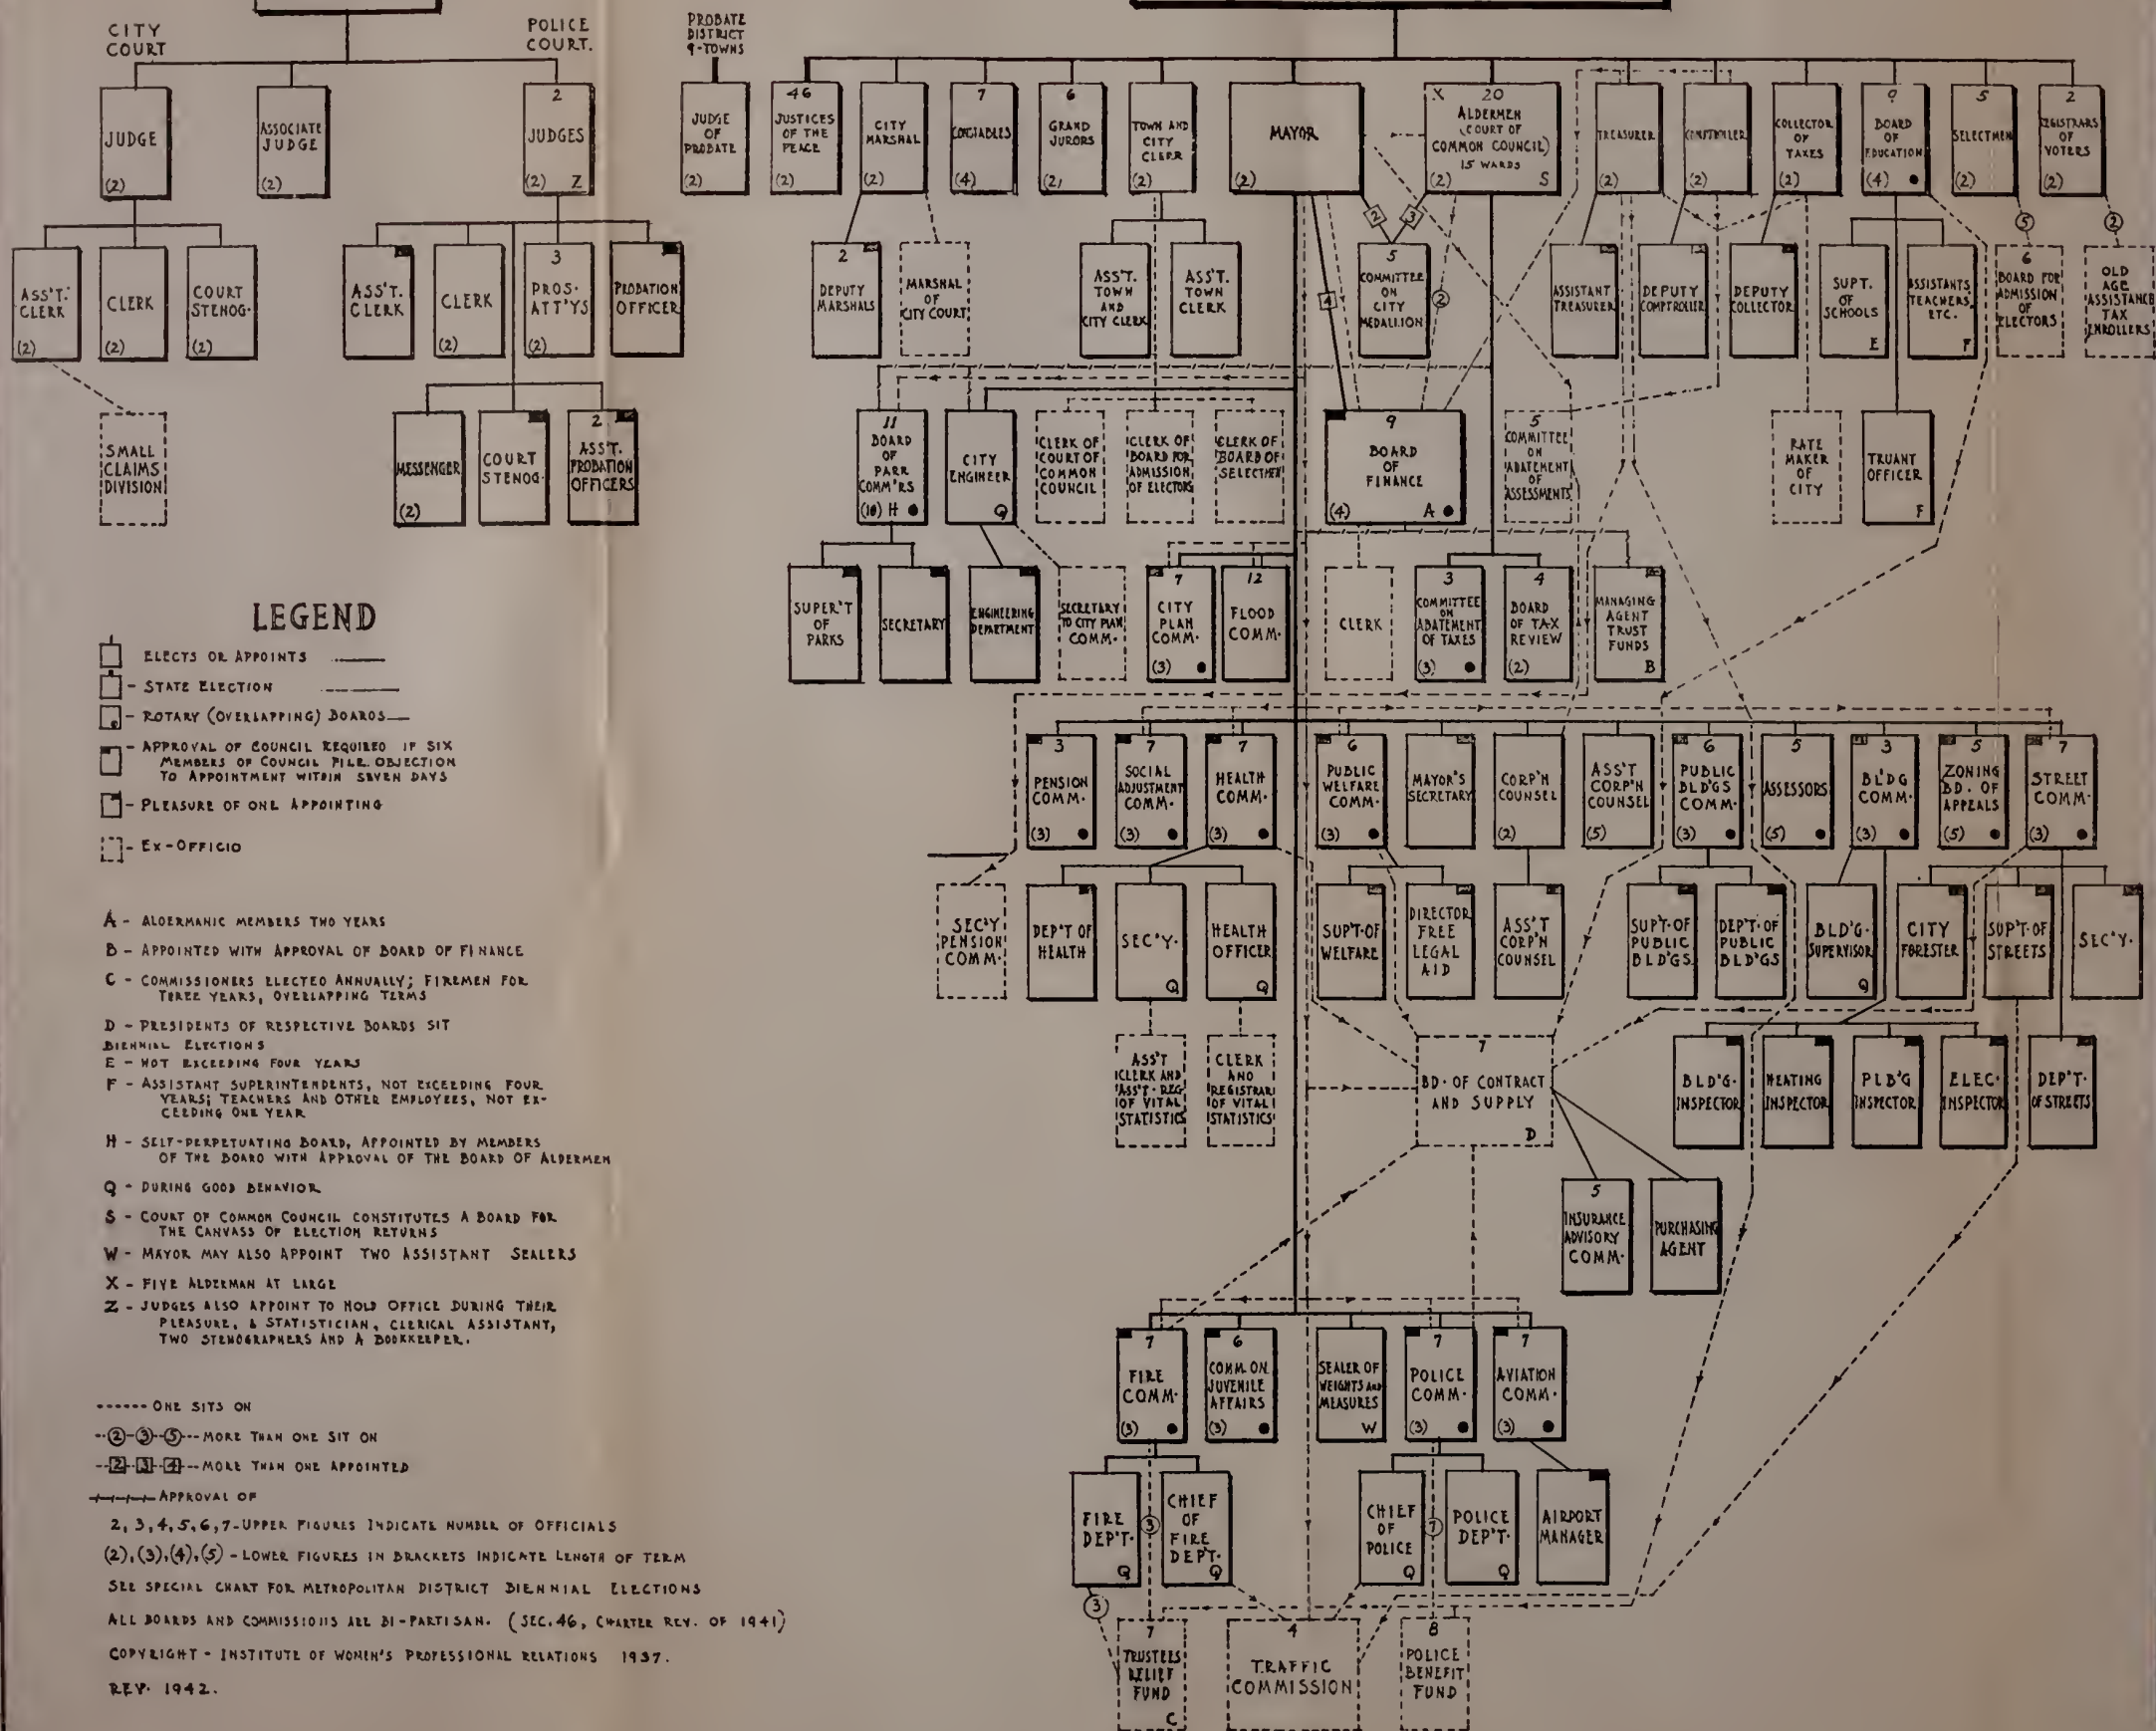 CITY
COURT
POLICE
COURT.
PROBATE
DISTRICT
9-TOWNS
JUDGE
(2)
ASSOCIATE
JUDGE
(2)
2
JUDGES
(2) Z
JUDGE
OF
PROBATE
(2)
46
JUSTICES
OF THE
PEACE
(2)
CITY
MARSHAL
(2)
7
CONSTABLES
(4)
6
GRAND
JURORS
(2)
TOWN AND
CITY
CLERK
(2)
MAYOR
(2)
X 20
ALDERMEN
(COURT OF
COMMON COUNCIL)
15 WARDS
(2) S
TREASURER
(2)
COMPTROLLER
(2)
COLLECTOR
OF
TAXES
(2)
9
BOARD
OF
EDUCATION
(4)
5
SELECTMEN
(2)
2
REGISTRARS
OF
VOTERS
(2)
ASS'T.
CLERK
(2)
CLERK
(2)
COURT
STENOG.
(2)
ASS'T.
CLERK
CLERK
(2)
3
PROS.
ATT'YS
(2)
PROBATION
OFFICER
2
DEPUTY
MARSHALS
MARSHAL
OF
CITY COURT
ASS'T.
TOWN
AND
CITY CLERK
ASS'T.
TOWN
CLERK
2
3
4
5
COMMITTEE
ON
CITY
MEDALLION
2
ASSISTANT
TREASURER
DEPUTY
COMPTROLLER
DEPUTY
COLLECTOR
SUPT.
OF
SCHOOLS
E
ASSISTANTS
TEACHERS,
ETC.
F
5
6
BOARD FOR
ADMISSION
OF
ELECTORS
2
OLD
AGE
ASSISTANCE
TAX
ENROLLERS
SMALL
CLAIMS
DIVISION
MESSENGER
(2)
COURT
STENOG.
2
ASS'T.
PROBATION
OFFICERS
11
BOARD
OF
PARK
COMM'RS
(10) H
CITY
ENGINEER
Q
CLERK OF
COURT OF
COMMON
COUNCIL
CLERK OF
BOARD FOR
ADMISSION
OF ELECTORS
CLERK OF
BOARD OF
SELECTMEN
9
BOARD
OF
FINANCE
(4) A
5
COMMITTEE
ON
ABATEMENT
OF
ASSESSMENTS
RATE
MAKER
OF
CITY
TRUANT
OFFICER
F
SUPER'T
OF
PARKS
SECRETARY
ENGINEERING
DEPARTMENT
SECRETARY
TO CITY PLAN
COMM.
7
CITY
PLAN
COMM.
(3)
12
FLOOD
COMM.
CLERK
3
COMMITTEE
ON
ABATEMENT
OF TAXES
(3)
4
BOARD
OF TAX
REVIEW
(2)
MANAGING
AGENT
TRUST
FUNDS
B
LEGEND
ELECTS OR APPOINTS
- STATE ELECTION
- ROTARY (OVERLAPPING) BOARDS
- APPROVAL OF COUNCIL REQUIRED IF SIX
MEMBERS OF COUNCIL FILE OBJECTION
TO APPOINTMENT WITHIN SEVEN DAYS
- PLEASURE OF ONE APPOINTING
- EX-OFFICIO
3
PENSION
COMM.
(3)
7
SOCIAL
ADJUSTMENT
COMM.
(3)
7
HEALTH
COMM.
(3)
6
PUBLIC
WELFARE
COMM.
(3)
MAYOR'S
SECRETARY
CORP'N
COUNSEL
(2)
ASS'T
CORP'N
COUNSEL
(5)
6
PUBLIC
BLD'GS
COMM.
(3)
5
ASSESSORS
(5)
3
BL'DG
COMM.
(3)
5
ZONING
BD. OF
APPEALS
(5)
7
STREET
COMM.
(3)
SEC'Y
PENSION
COMM.
DEP'T OF
HEALTH
SEC'Y.
Q
HEALTH
OFFICER
Q
SUP'T. OF
WELFARE
DIRECTOR
FREE
LEGAL
AID
ASS'T
CORP'N
COUNSEL
SUP'T. OF
PUBLIC
BLD'GS
DEP'T. OF
PUBLIC
BLD'GS
BLD'G.
SUPERVISOR
Q
CITY
FORESTER
SUP'T. OF
STREETS
SEC'Y.
ASS'T
CLERK AND
ASS'T. REG
OF VITAL
STATISTICS
CLERK
AND
REGISTRAR
OF VITAL
STATISTICS
7
BD. OF CONTRACT
AND SUPPLY
D
BLD'G.
INSPECTOR
HEATING
INSPECTOR
PLB'G
INSPECTOR
ELEC.
INSPECTOR
DEP'T.
OF STREETS
5
INSURANCE
ADVISORY
COMM.
PURCHASING
AGENT
A - ALDERMANIC MEMBERS TWO YEARS
B - APPOINTED WITH APPROVAL OF BOARD OF FINANCE
C - COMMISSIONERS ELECTED ANNUALLY; FIREMEN FOR
THREE YEARS, OVERLAPPING TERMS
D - PRESIDENTS OF RESPECTIVE BOARDS SIT
BIENNIAL ELECTIONS
E - NOT EXCEEDING FOUR YEARS
F - ASSISTANT SUPERINTENDENTS, NOT EXCEEDING FOUR
YEARS; TEACHERS AND OTHER EMPLOYEES, NOT EX-
CEEDING ONE YEAR
H - SELF-PERPETUATING BOARD, APPOINTED BY MEMBERS
OF THE BOARD WITH APPROVAL OF THE BOARD OF ALDERMEN
Q - DURING GOOD BEHAVIOR
S - COURT OF COMMON COUNCIL CONSTITUTES A BOARD FOR
THE CANVASS OF ELECTION RETURNS
W - MAYOR MAY ALSO APPOINT TWO ASSISTANT SEALERS
X - FIVE ALDERMAN AT LARGE
Z - JUDGES ALSO APPOINT TO HOLD OFFICE DURING THEIR
PLEASURE, A STATISTICIAN, CLERICAL ASSISTANT,
TWO STENOGRAPHERS AND A BOOKKEEPER.
7
FIRE
COMM.
(3)
6
COMM. ON
JUVENILE
AFFAIRS
(3)
SEALER OF
WEIGHTS AND
MEASURES
W
7
POLICE
COMM.
(3)
7
AVIATION
COMM.
(3)
FIRE
DEP'T.
Q
3
CHIEF
OF
FIRE
DEP'T.
Q
CHIEF
OF
POLICE
Q
7
POLICE
DEP'T.
Q
AIRPORT
MANAGER
3
7
TRUSTEES
RELIEF
FUND
C
4
TRAFFIC
COMMISSION
8
POLICE
BENEFIT
FUND
ONE SITS ON
2 - 3 - 5 --- MORE THAN ONE SIT ON
2 - 3 - 4 --- MORE THAN ONE APPOINTED
APPROVAL OF
2, 3, 4, 5, 6, 7 - UPPER FIGURES INDICATE NUMBER OF OFFICIALS
(2), (3), (4), (5) - LOWER FIGURES IN BRACKETS INDICATE LENGTH OF TERM
SEE SPECIAL CHART FOR METROPOLITAN DISTRICT BIENNIAL ELECTIONS
ALL BOARDS AND COMMISSIONS ARE BI-PARTISAN. (SEC. 46, CHARTER REV. OF 1941)
COPYRIGHT - INSTITUTE OF WOMEN'S PROFESSIONAL RELATIONS 1937.
REV. 1942.